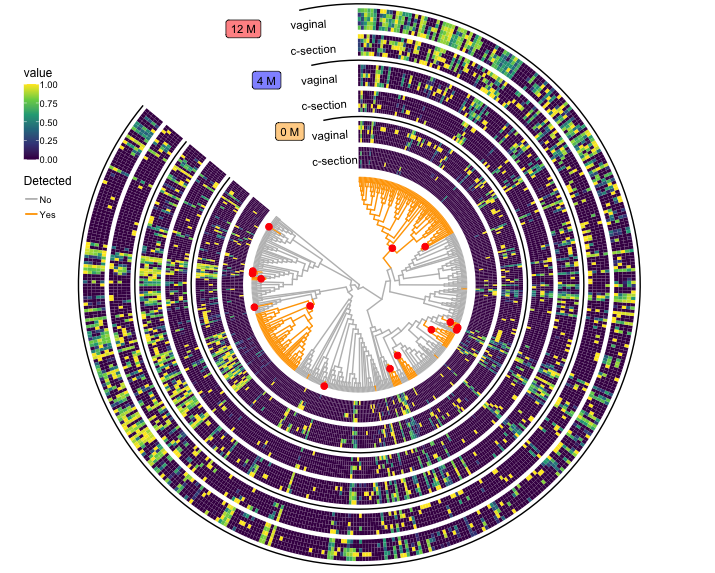 12 M
vaginal
c-section
4 M
vaginal
c-section
0 M
vaginal
c-section
value
1.00
0.75
0.50
0.25
0.00
Detected
No
Yes